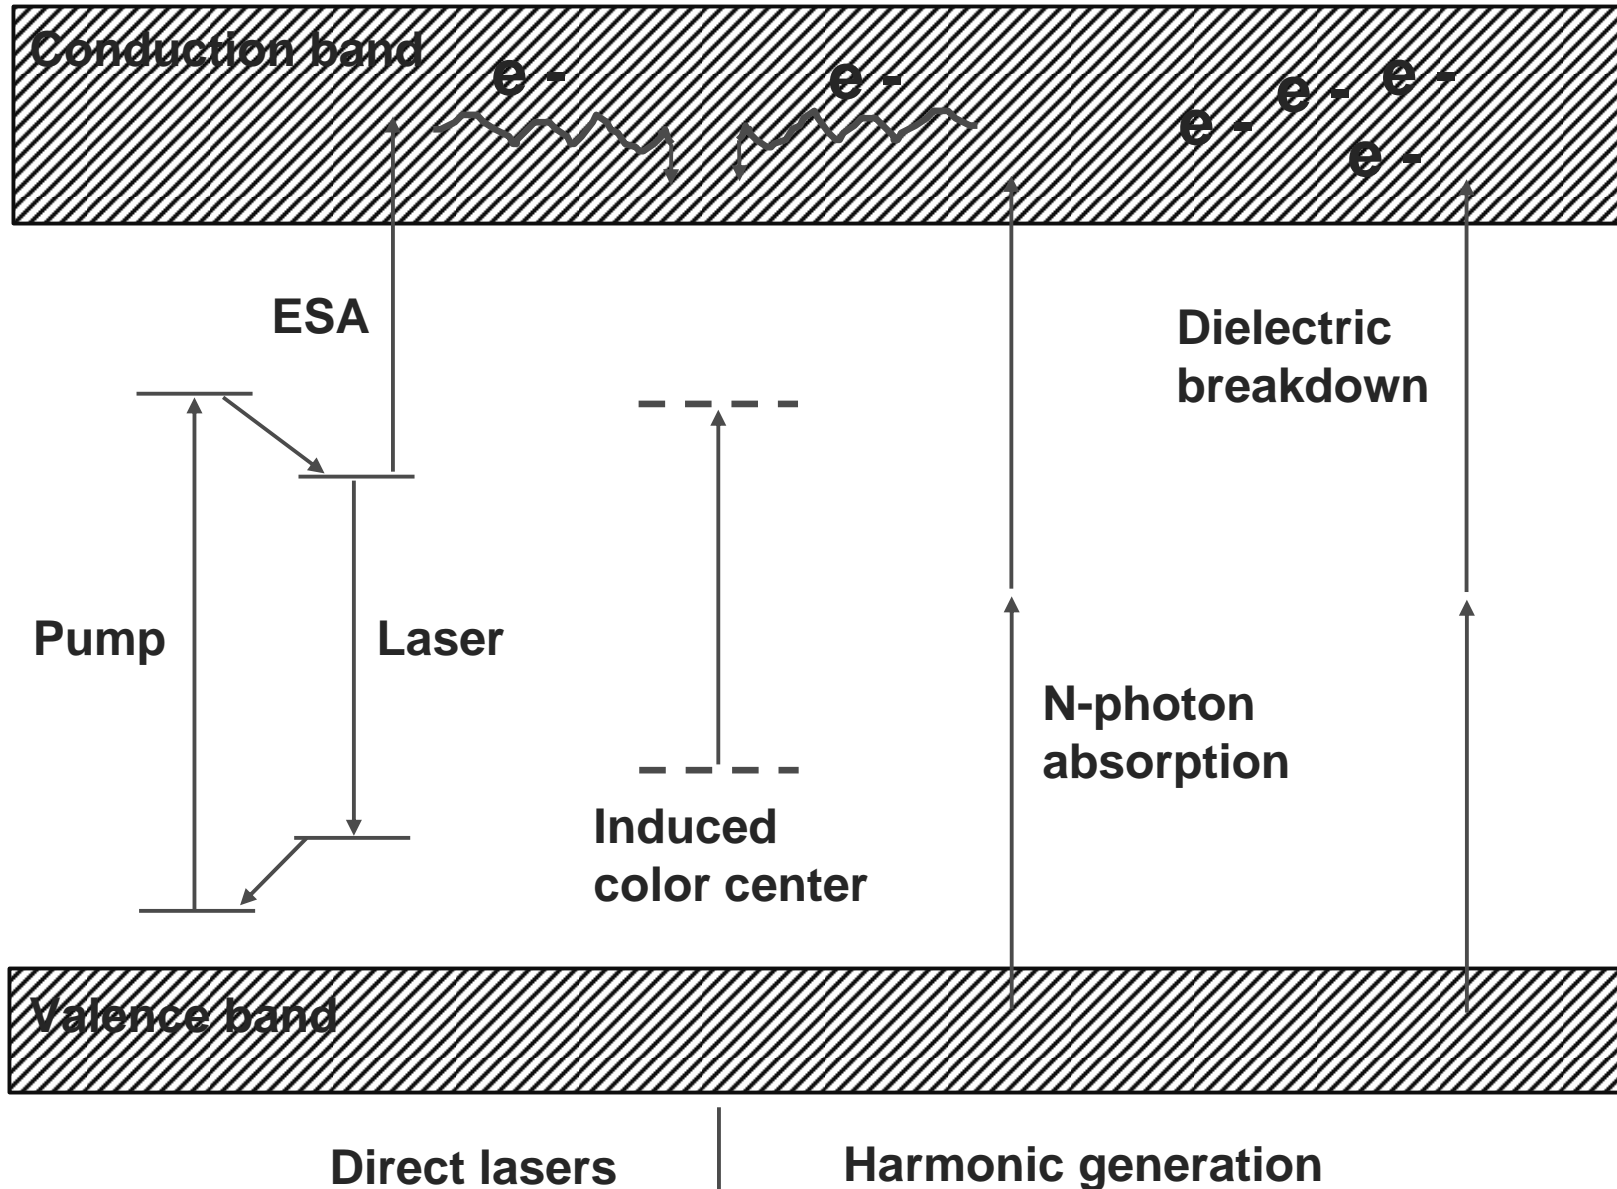 Conduction band
e -
e -
e -
e -
e -
e -
ESA
Dielectric
breakdown
Pump
Laser
N-photon
absorption
Induced
color center
Valence band
Direct lasers
Harmonic generation